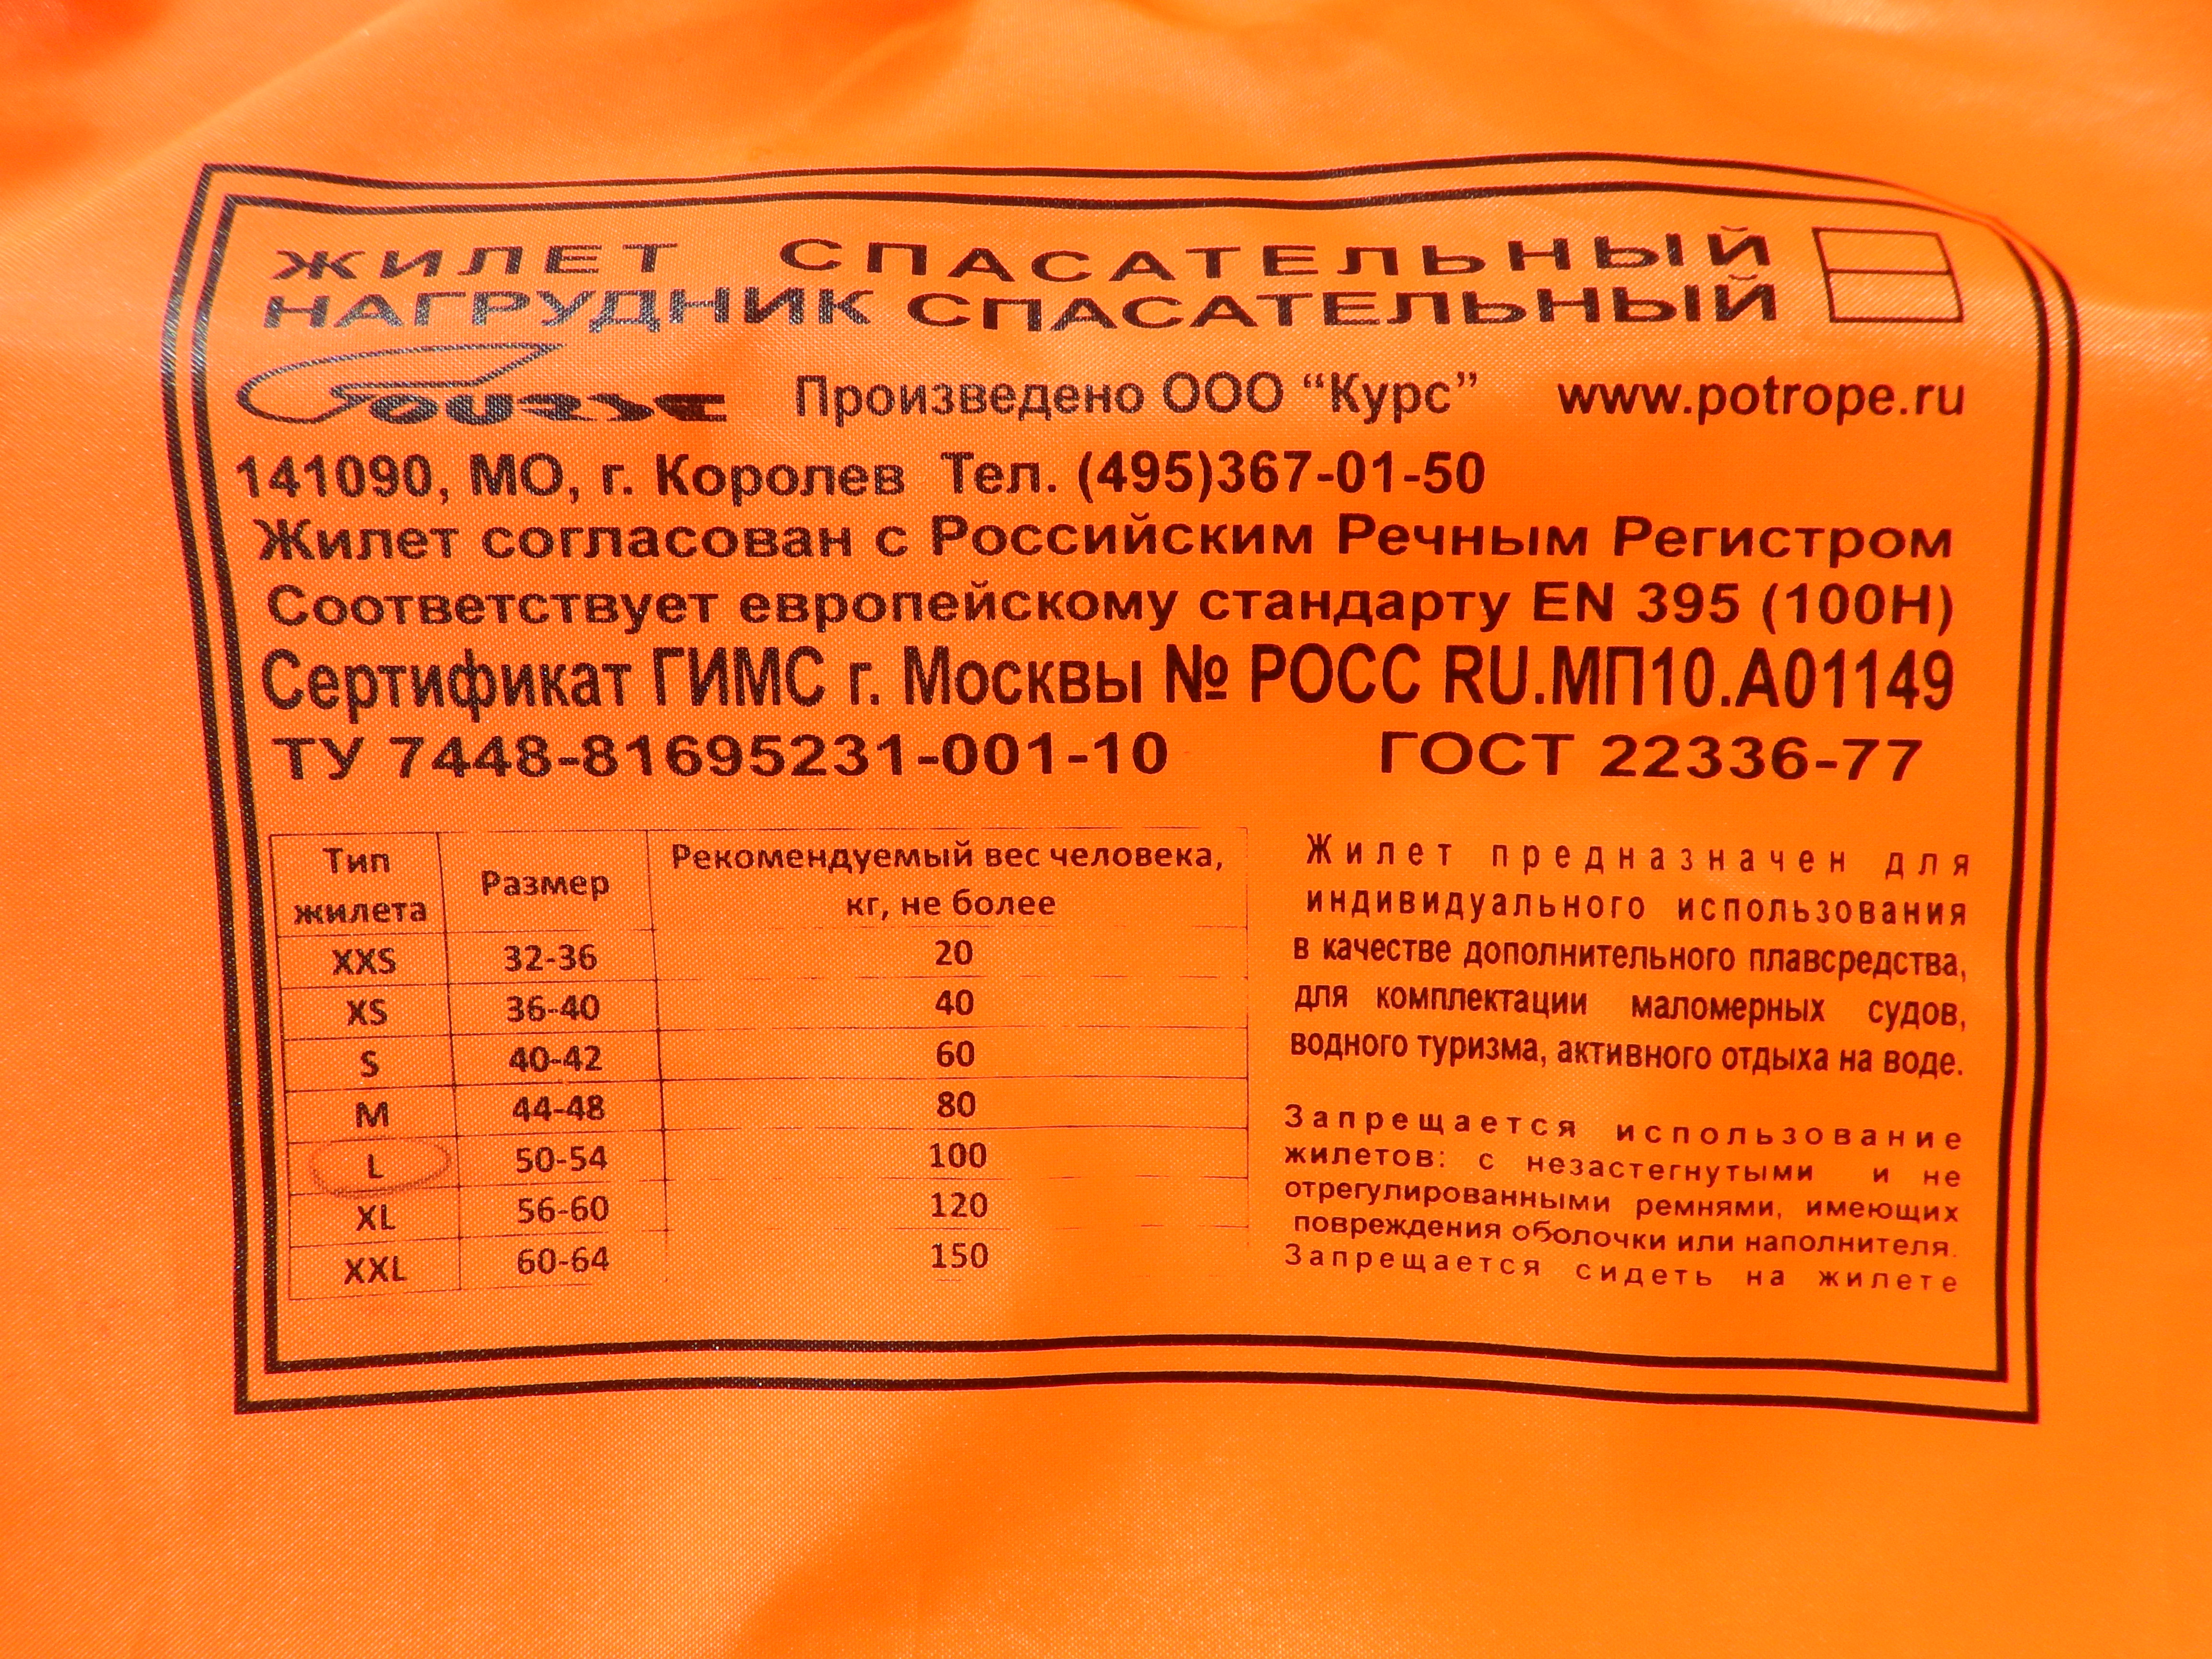 ЖИЛЕТ СПАСАТЕЛЬНЫЙ
НАГРУДНИК СПАСАТЕЛЬНЫЙ
Course Произведено ООО “Курс” www.potrope.ru
141090, МО, г. Королев Тел. (495)367-01-50
Жилет согласован с Российским Речным Регистром
Соответствует европейскому стандарту EN 395 (100Н)
Сертификат ГИМС г. Москвы № РОСС RU.МП10.А01149
ТУ 7448-81695231-001-10 ГОСТ 22336-77
Тип жилета Размер Рекомендуемый вес человека, кг, не более
XXS 32-36 20
XS 36-40 40
S 40-42 60
M 44-48 80
L 50-54 100
XL 56-60 120
XXL 60-64 150
Жилет предназначен для
индивидуального использования
в качестве дополнительного плавсредства,
для комплектации маломерных судов,
водного туризма, активного отдыха на воде.
Запрещается использование
жилетов: с незастегнутыми и не
отрегулированными ремнями, имеющих
повреждения оболочки или наполнителя.
Запрещается сидеть на жилете